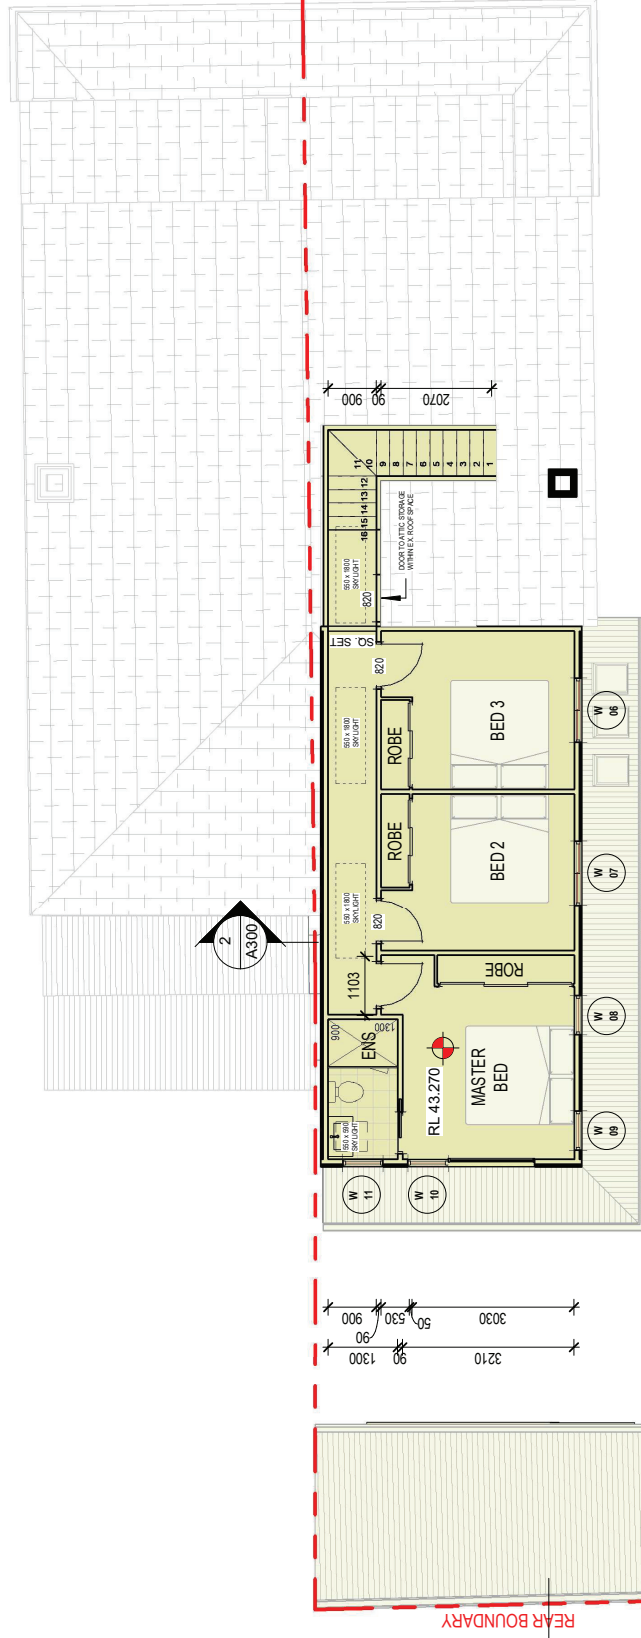 900
90
2070
11
10
9
8
7
6
5
4
3
2
1
16 15 14 13 12
DOOR TO ATTIC STORAGE
WITHIN EX. ROOF SPACE
550 x 1800
SKYLIGHT
820
SQ. SET
820
550 x 1800
SKYLIGHT
ROBE
BED 3
W
06
ROBE
BED 2
W
07
550 x 1800
SKYLIGHT
820
2
A300
1103
ROBE
W
08
900
1300
ENS
RL 43.270
MASTER
BED
550 x 590
SKYLIGHT
W
09
W
11
W
10
900
90
530
50
3030
1300
90
3210
REAR BOUNDARY